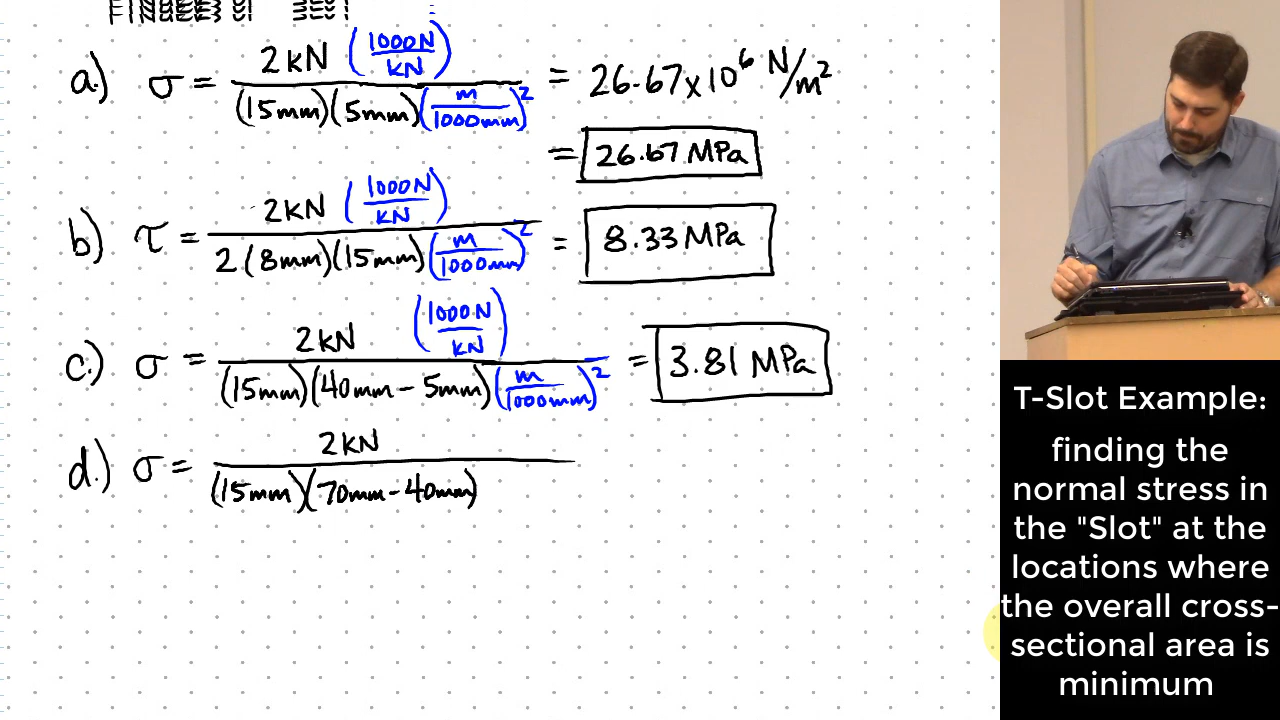 a.) σ = 2kN (1000N/kN) / (15mm)(5mm)(m/1000mm)² = 26.67x10⁶ N/m²
= 26.67 MPa
b.) τ = 2kN (1000N/kN) / 2(8mm)(15mm)(m/1000mm)² = 8.33 MPa
c.) σ = 2kN (1000N/kN) / (15mm)(40mm - 5mm)(m/1000mm)² = 3.81 MPa
d.) σ = 2kN / (15mm)(70mm - 40mm)
T-Slot Example:
finding the
normal stress in
the "Slot" at the
locations where
the overall cross-
sectional area is
minimum